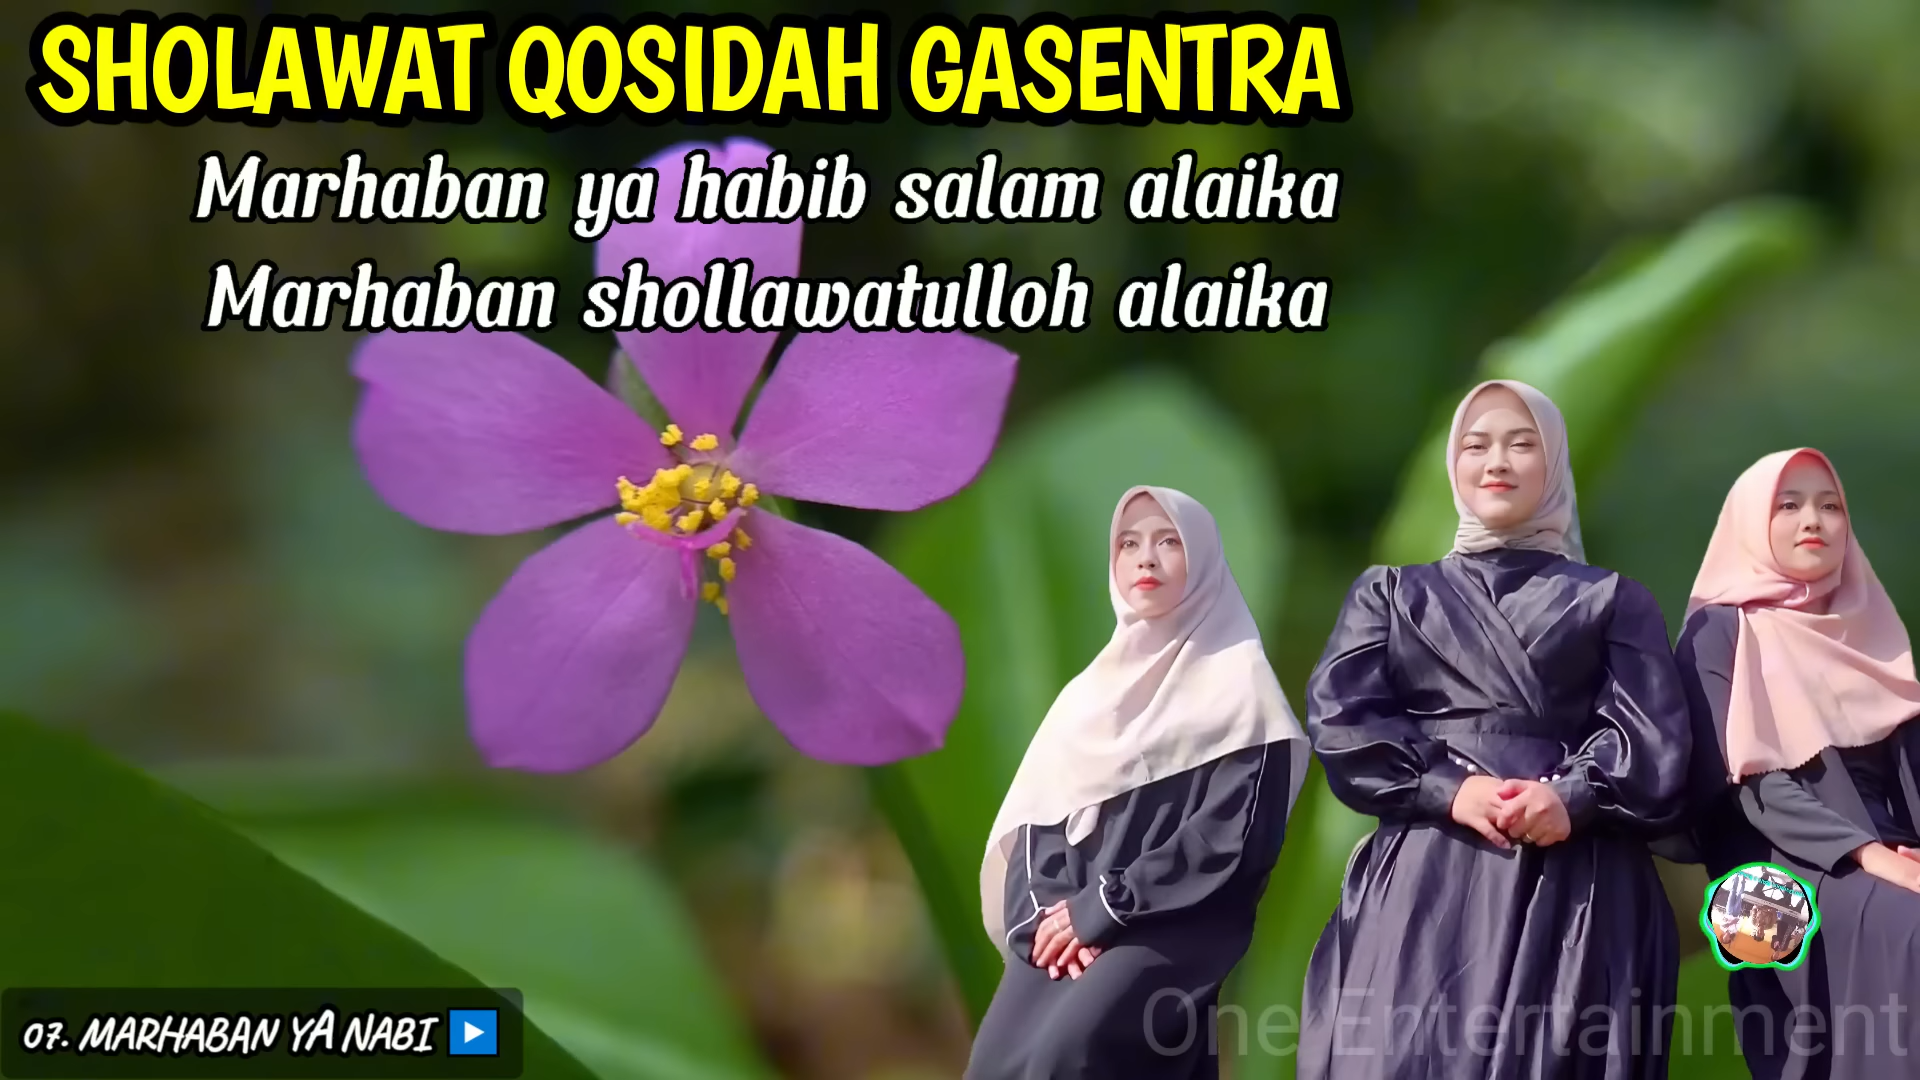 SHOLAWAT QOSIDAH GASENTRA
Marhaban ya habib salam alaika
Marhaban shollawatulloh alaika
07. MARHABAN YA NABI
One Entertainment